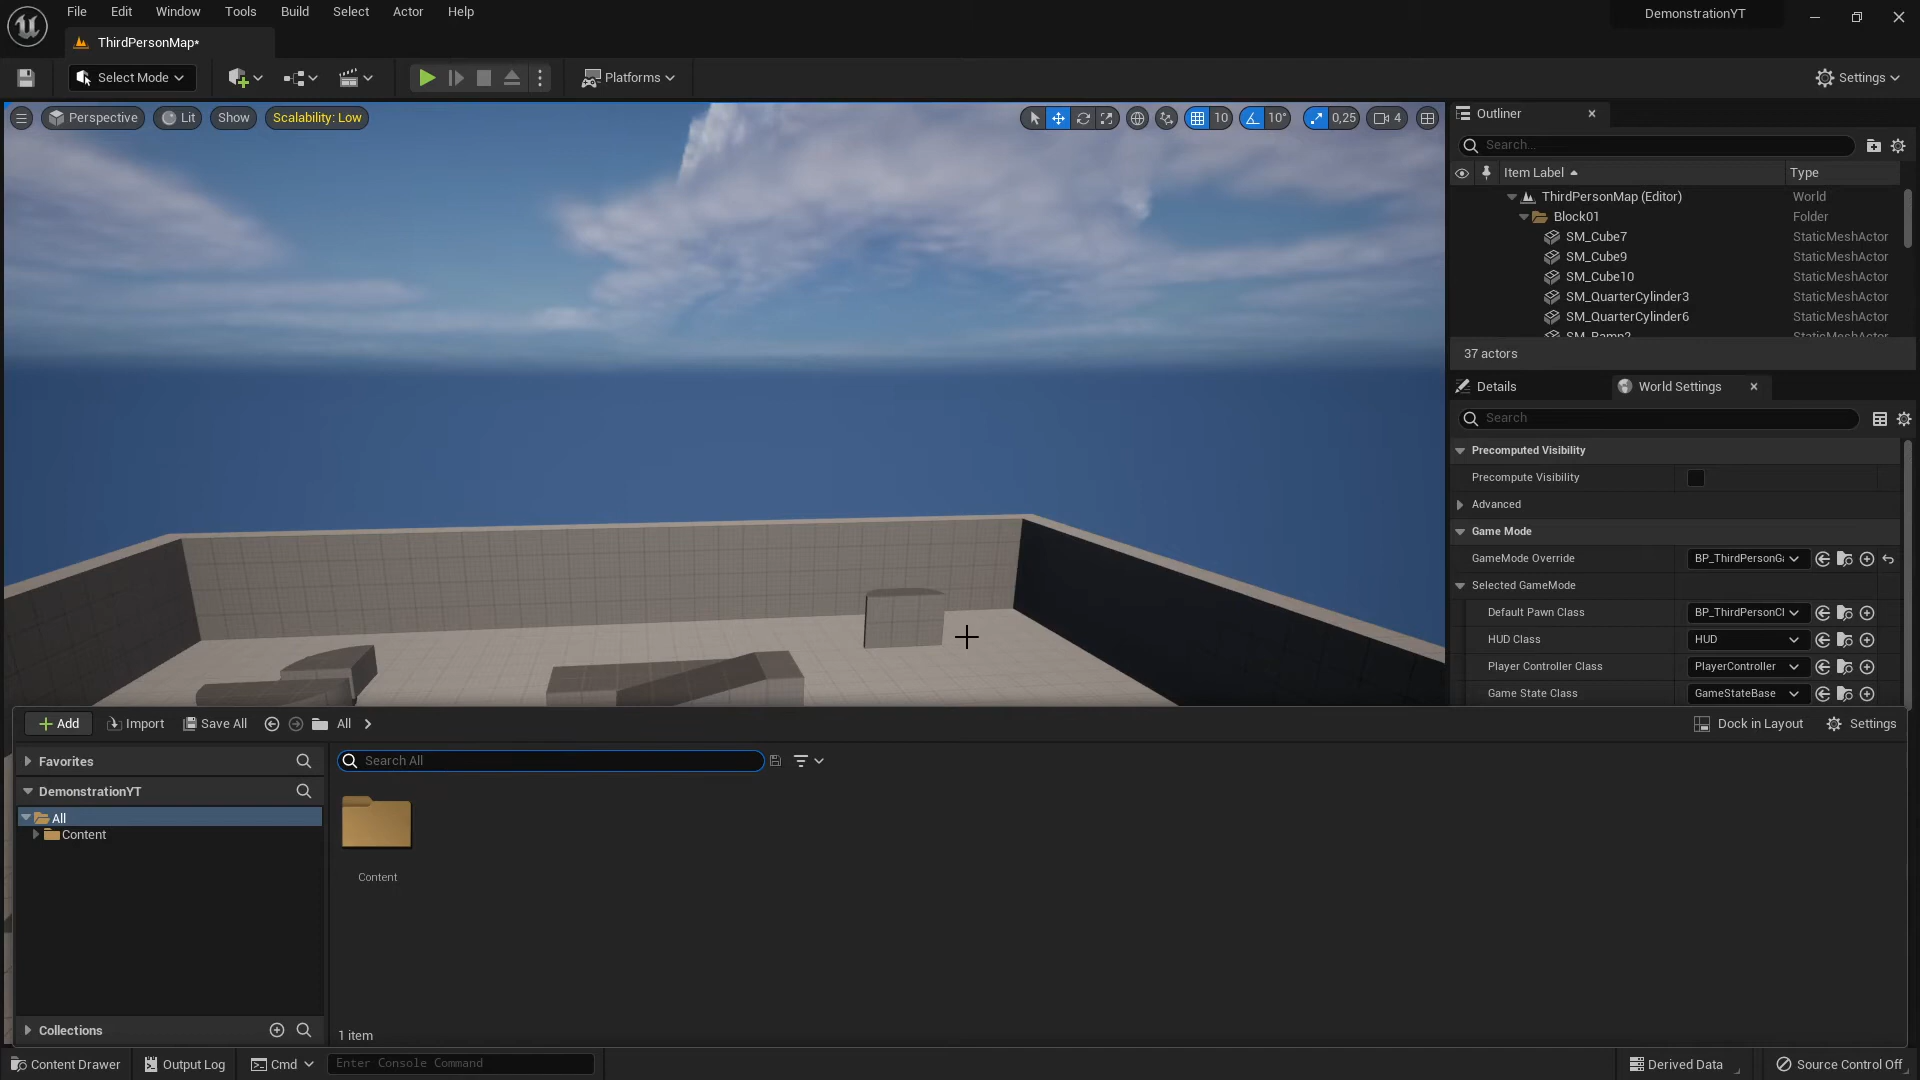 File Edit Window Tools Build Select Actor Help
DemonstrationYT
ThirdPersonMap*
Select Mode
Platforms
Settings
Perspective Lit Show Scalability: Low
10 10° 0,25 4
Outliner
Search...
Item Label Type
ThirdPersonMap (Editor) World
Block01 Folder
SM_Cube7 StaticMeshActor
SM_Cube9 StaticMeshActor
SM_Cube10 StaticMeshActor
SM_QuarterCylinder3 StaticMeshActor
SM_QuarterCylinder6 StaticMeshActor
SM_Ramp2 StaticMeshActor
37 actors
Details World Settings
Search
Precomputed Visibility
Precompute Visibility
Advanced
Game Mode
GameMode Override BP_ThirdPersonGa
Selected GameMode
Default Pawn Class BP_ThirdPersonCl
HUD Class HUD
Player Controller Class PlayerController
Game State Class GameStateBase
Add Import Save All All
Dock in Layout Settings
Favorites
Search All
DemonstrationYT
All
Content
Content
Collections
1 item
Content Drawer Output Log Cmd Enter Console Command
Derived Data Source Control Off